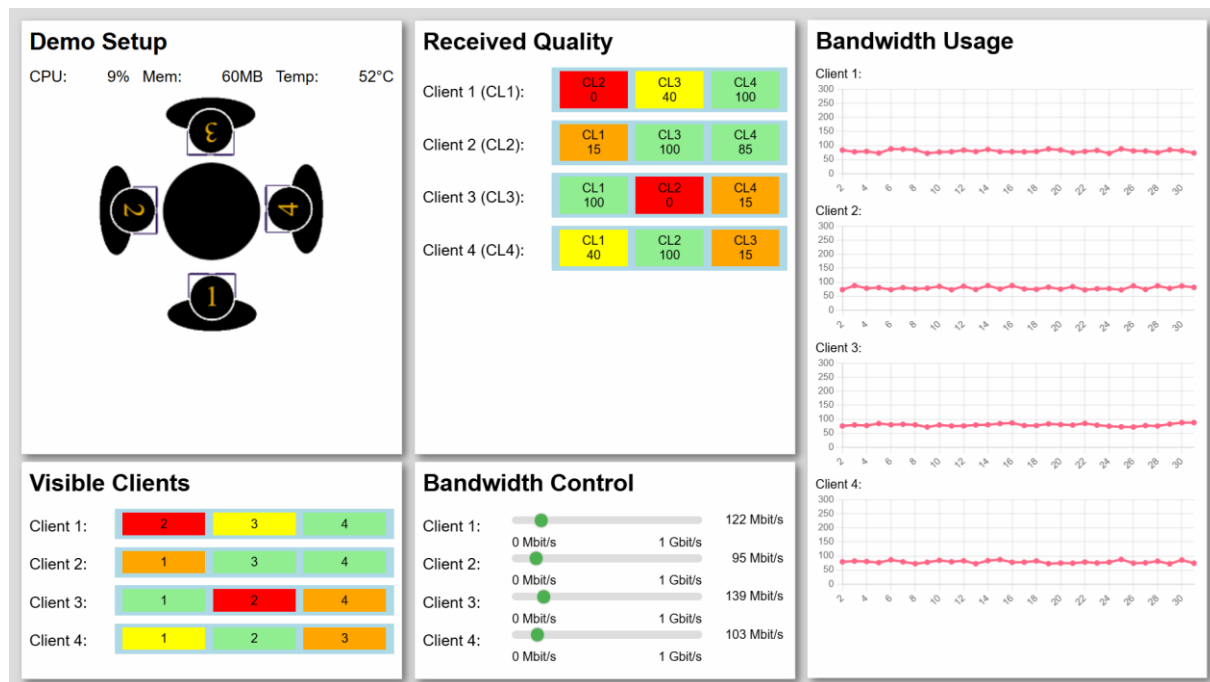 Demo Setup
CPU: 9% Mem: 60MB Temp: 52°C
3
2
4
1
Received Quality
Client 1 (CL1):
CL2
0
CL3
40
CL4
100
Client 2 (CL2):
CL1
15
CL3
100
CL4
85
Client 3 (CL3):
CL1
100
CL2
0
CL4
15
Client 4 (CL4):
CL1
40
CL2
100
CL3
15
Visible Clients
Client 1: 2 3 4
Client 2: 1 3 4
Client 3: 1 2 4
Client 4: 1 2 3
Bandwidth Control
Client 1: 122 Mbit/s
0 Mbit/s 1 Gbit/s
Client 2: 95 Mbit/s
0 Mbit/s 1 Gbit/s
Client 3: 139 Mbit/s
0 Mbit/s 1 Gbit/s
Client 4: 103 Mbit/s
0 Mbit/s 1 Gbit/s
Bandwidth Usage
Client 1:
300
250
200
150
100
50
0
2 4 6 8 10 12 14 16 18 20 22 24 26 28 30
Client 2:
300
250
200
150
100
50
0
2 4 6 8 10 12 14 16 18 20 22 24 26 28 30
Client 3:
300
250
200
150
100
50
0
2 4 6 8 10 12 14 16 18 20 22 24 26 28 30
Client 4:
300
250
200
150
100
50
0
2 4 6 8 10 12 14 16 18 20 22 24 26 28 30